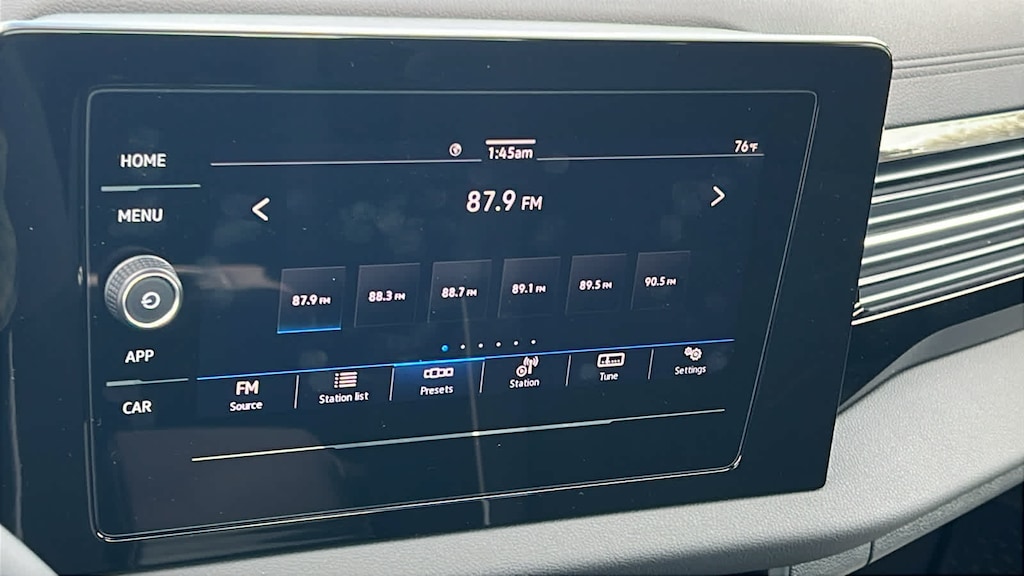 HOME
MENU
APP
CAR
1:45am
76°F
87.9 FM
87.9 FM
88.3 FM
88.7 FM
89.1 FM
89.5 FM
90.5 FM
FM
Source
Station list
Presets
Station
Tune
Settings